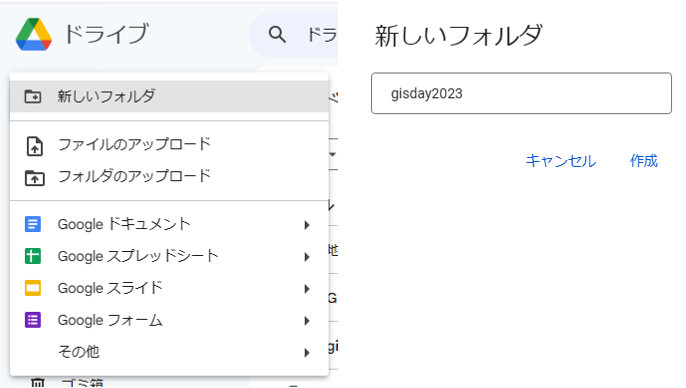 ドライブ
ドラ
新しいフォルダ
ファイルのアップロード
フォルダのアップロード
Google ドキュメント
Google スプレッドシート
Google スライド
Google フォーム
その他
ゴミ箱
地
G
gi
新しいフォルダ
gisday2023
キャンセル
作成